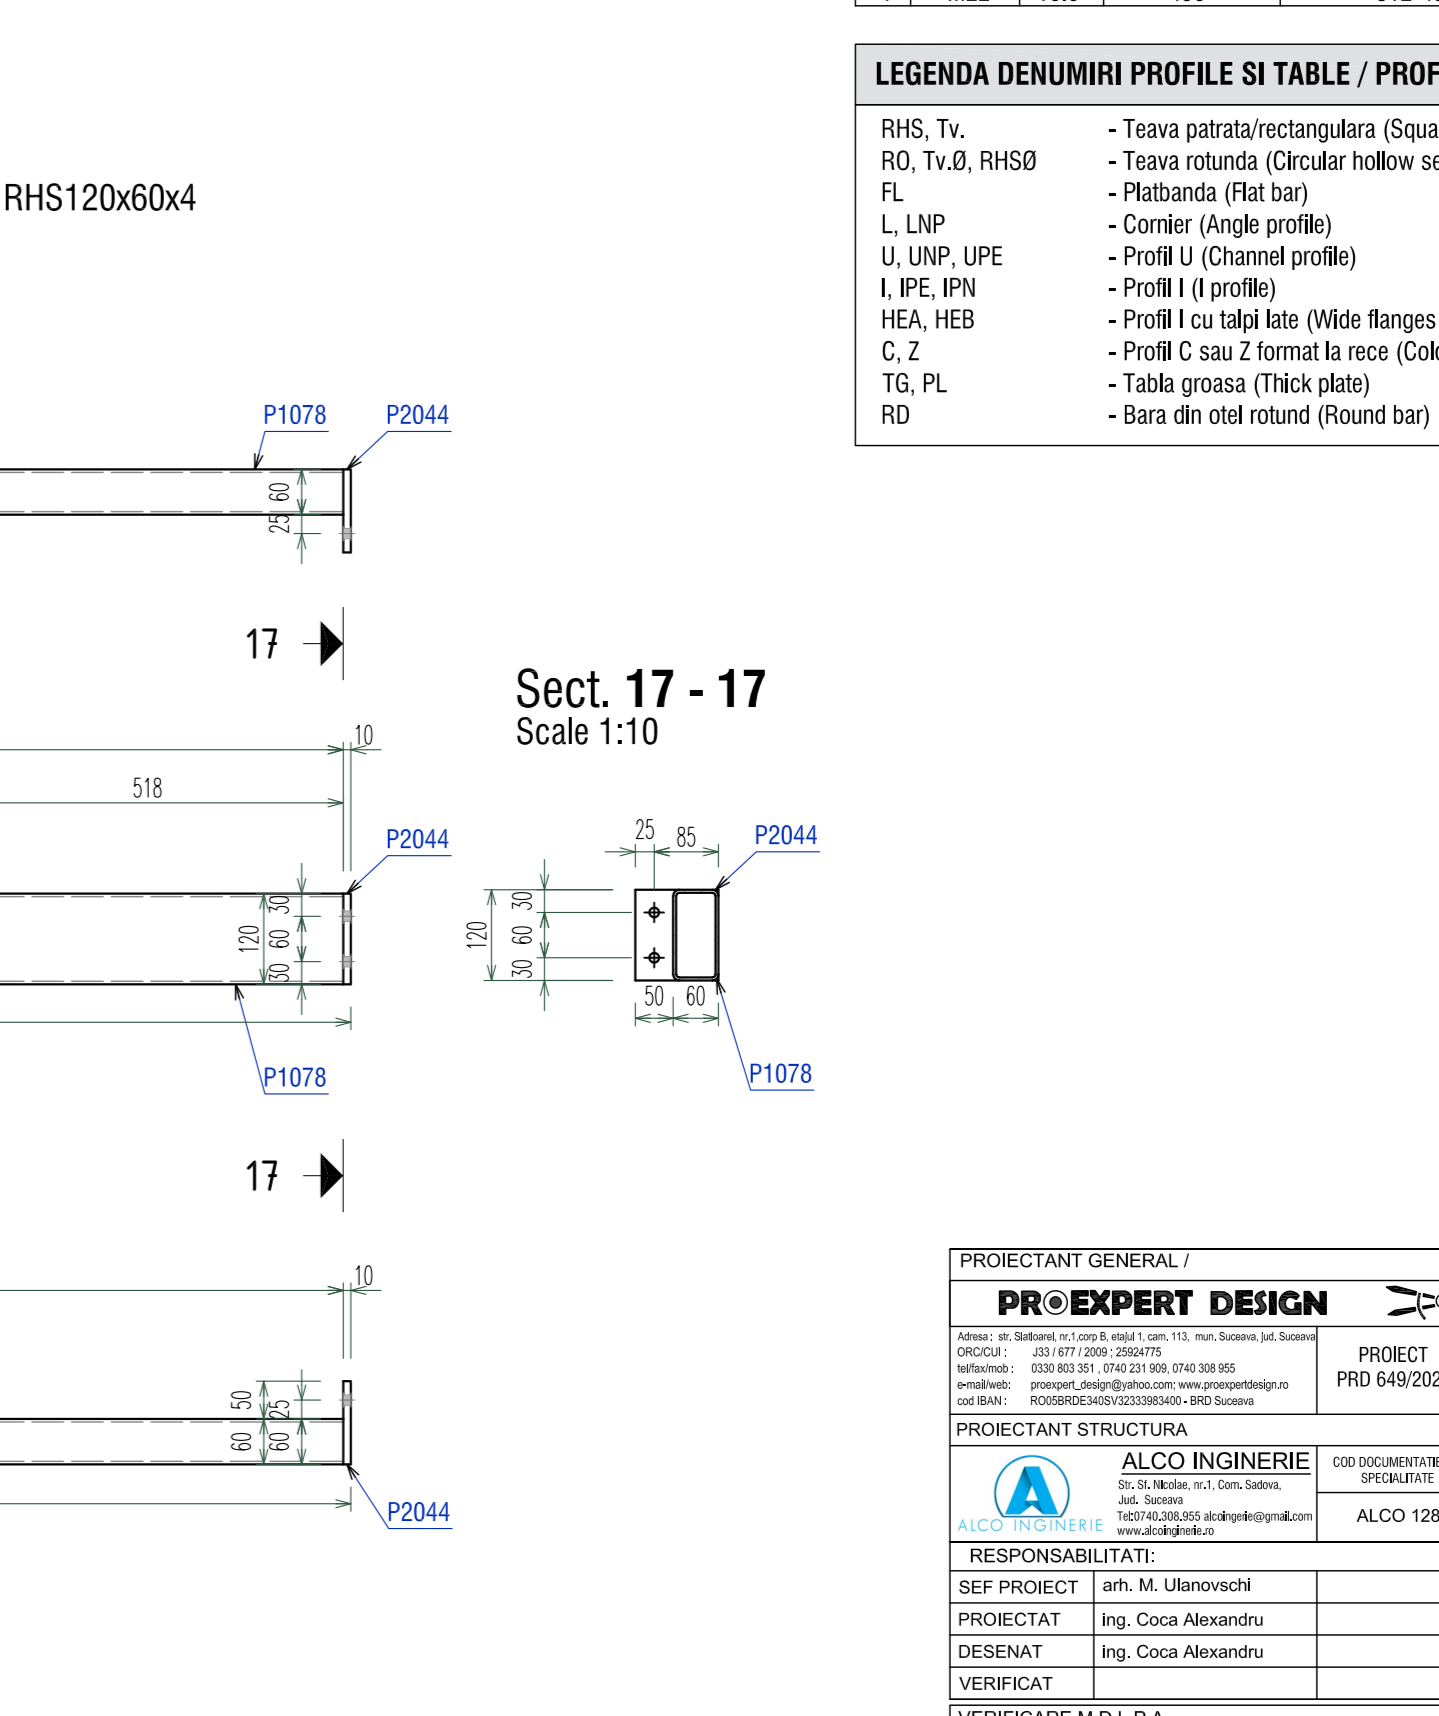 LEGENDA DENUMIRI PROFILE SI TABLE / PROF
RHS, Tv. - Teava patrata/rectangulara (Squa
RO, Tv.Ø, RHSØ - Teava rotunda (Circular hollow se
FL - Platbanda (Flat bar)
L, LNP - Cornier (Angle profile)
U, UNP, UPE - Profil U (Channel profile)
I, IPE, IPN - Profil I (I profile)
HEA, HEB - Profil I cu talpi late (Wide flanges
C, Z - Profil C sau Z format la rece (Col
TG, PL - Tabla groasa (Thick plate)
RD - Bara din otel rotund (Round bar)
RHS120x60x4
P1078 P2044
60
25
17
Sect. 17 - 17
Scale 1:10
10
518
P2044
120 30 60 30
P1078
25 85 P2044
120 30 60 30
50 60
P1078
17
10
50 25
60 60
P2044
PROIECTANT GENERAL /
PROEXPERT DESIGN
Adresa : str. Slatioarei, nr.1,corp B, etajul 1, cam. 113, mun. Suceava, jud. Suceava
ORC/CUI : J33 / 677 / 2009 ; 25924775
tel/fax/mob : 0330 803 351 , 0740 231 909, 0740 308 955
e-mail/web: proexpert_design@yahoo.com; www.proexpertdesign.ro
cod IBAN : RO05BRDE340SV32333983400 - BRD Suceava
PROIECT
PRD 649/202
PROIECTANT STRUCTURA
ALCO INGINERIE
ALCO INGINERIE
Str. Sf. Nicolae, nr.1, Com. Sadova,
Jud. Suceava
Tel:0740.308.955 alcoingerie@gmail.com
www.alcoinginerie.ro
COD DOCUMENTATIE
SPECIALITATE
ALCO 128
RESPONSABILITATI:
SEF PROIECT arh. M. Ulanovschi
PROIECTAT ing. Coca Alexandru
DESENAT ing. Coca Alexandru
VERIFICAT